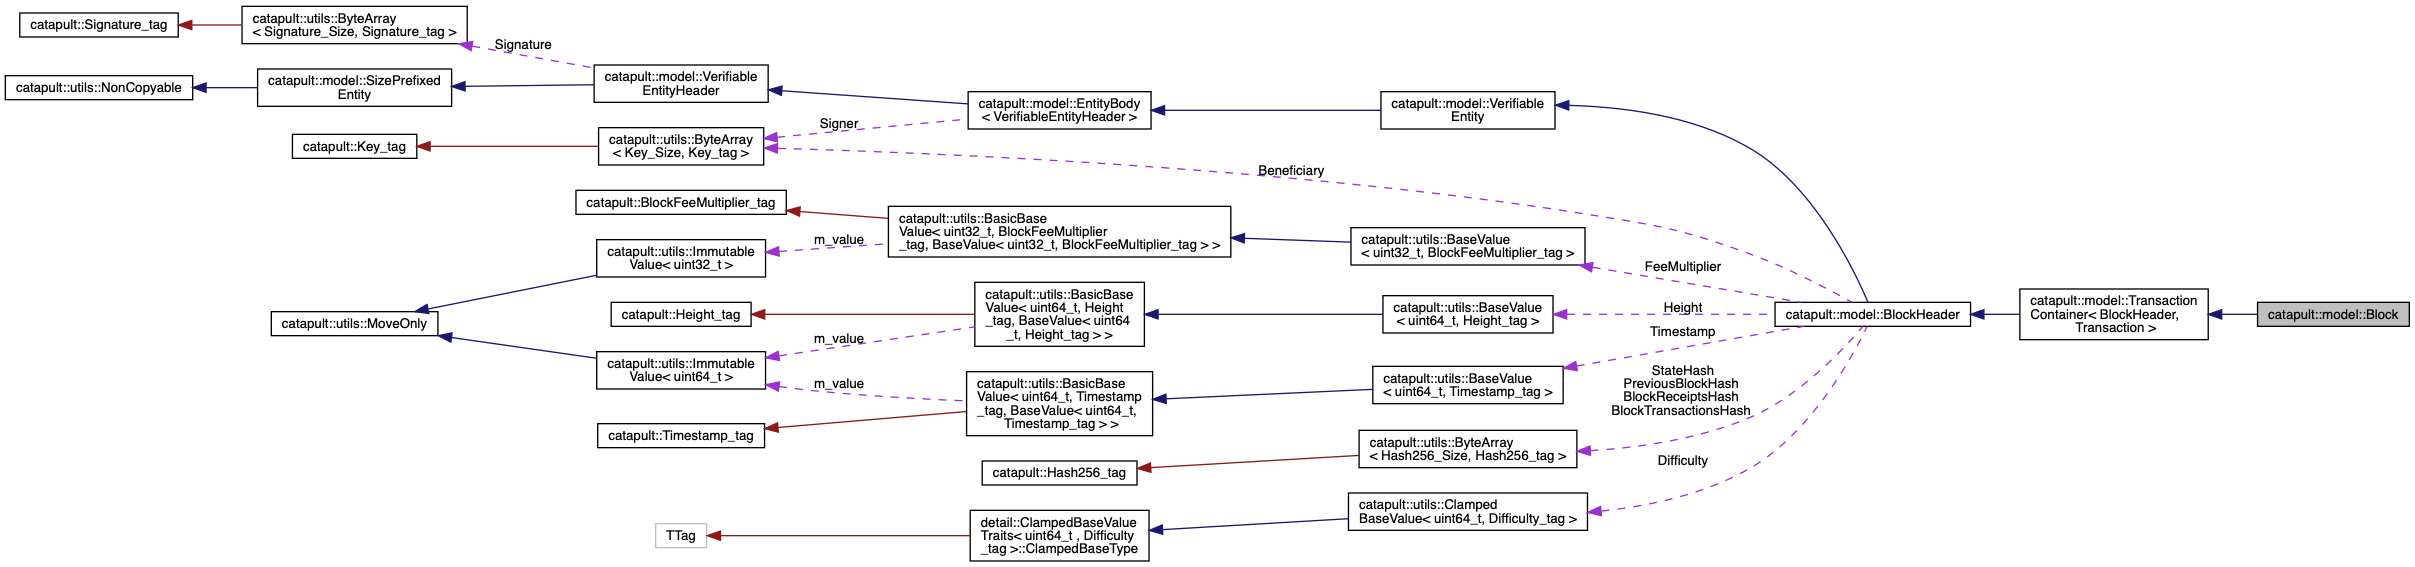 catapult::Signature_tag
catapult::utils::ByteArray
< Signature_Size, Signature_tag >
Signature
catapult::utils::NonCopyable
catapult::model::SizePrefixed
Entity
catapult::model::Verifiable
EntityHeader
catapult::model::EntityBody
< VerifiableEntityHeader >
catapult::model::Verifiable
Entity
Signer
catapult::Key_tag
catapult::utils::ByteArray
< Key_Size, Key_tag >
Beneficiary
catapult::BlockFeeMultiplier_tag
catapult::utils::BasicBase
Value< uint32_t, BlockFeeMultiplier
_tag, BaseValue< uint32_t, BlockFeeMultiplier_tag > >
m_value
catapult::utils::Immutable
Value< uint32_t >
catapult::utils::BaseValue
< uint32_t, BlockFeeMultiplier_tag >
FeeMultiplier
catapult::utils::MoveOnly
catapult::Height_tag
catapult::utils::BasicBase
Value< uint64_t, Height
_tag, BaseValue< uint64
_t, Height_tag > >
catapult::utils::BaseValue
< uint64_t, Height_tag >
Height
catapult::model::BlockHeader
catapult::model::Transaction
Container< BlockHeader,
Transaction >
catapult::model::Block
m_value
Timestamp
catapult::utils::Immutable
Value< uint64_t >
m_value
catapult::utils::BasicBase
Value< uint64_t, Timestamp
_tag, BaseValue< uint64_t,
Timestamp_tag > >
catapult::utils::BaseValue
< uint64_t, Timestamp_tag >
StateHash
PreviousBlockHash
BlockReceiptsHash
BlockTransactionsHash
catapult::Timestamp_tag
catapult::Hash256_tag
catapult::utils::ByteArray
< Hash256_Size, Hash256_tag >
Difficulty
TTag
detail::ClampedBaseValue
Traits< uint64_t , Difficulty
_tag >::ClampedBaseType
catapult::utils::Clamped
BaseValue< uint64_t, Difficulty_tag >